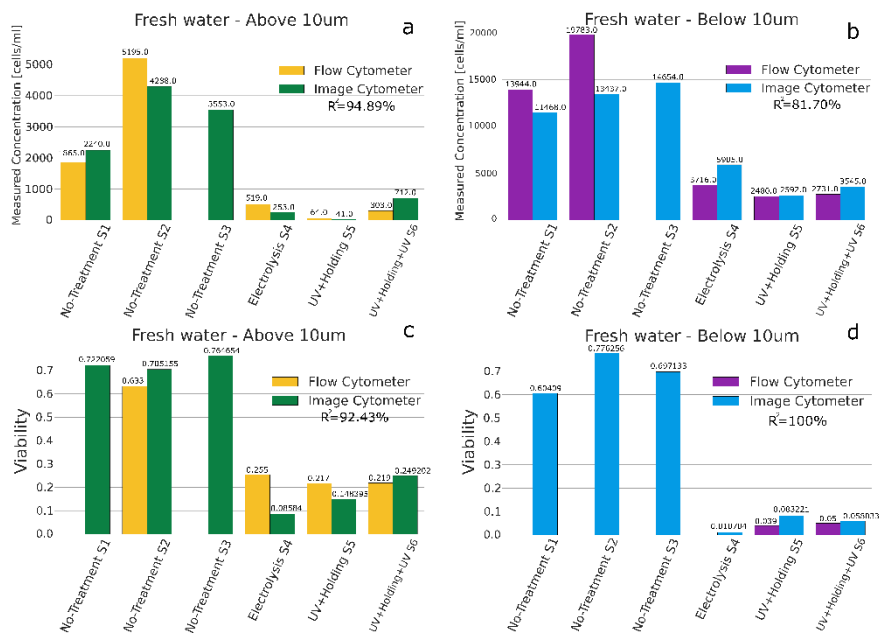 Fresh water - Above 10um
a
Measured Concentration [cells/ml]
5000
4000
3000
2000
1000
0
865.0
2240.0
5195.0
4298.0
3553.0
519.0
253.0
64.0
41.0
303.0
712.0
Flow Cytometer
Image Cytometer
R²=94.89%
No-Treatment S1
No-Treatment S2
No-Treatment S3
Electrolysis S4
UV+Holding S5
UV+Holding+UV S6
Fresh water - Below 10um
b
Measured Concentration [cells/ml]
20000
15000
10000
5000
0
13944.0
11468.0
19783.0
13437.0
14654.0
3716.0
5905.0
2480.0
2592.0
2731.0
3545.0
Flow Cytometer
Image Cytometer
R²=81.70%
No-Treatment S1
No-Treatment S2
No-Treatment S3
Electrolysis S4
UV+Holding S5
UV+Holding+UV S6
Fresh water - Above 10um
c
Viability
0.7
0.6
0.5
0.4
0.3
0.2
0.1
0.0
0.722059
0.633
0.705155
0.764654
0.255
0.08584
0.217
0.148393
0.219
0.249292
Flow Cytometer
Image Cytometer
R²=92.43%
No-Treatment S1
No-Treatment S2
No-Treatment S3
Electrolysis S4
UV+Holding S5
UV+Holding+UV S6
Fresh water - Below 10um
d
Viability
0.7
0.6
0.5
0.4
0.3
0.2
0.1
0.0
0.60409
0.776256
0.697133
0.039
0.083221
0.05
Flow Cytometer
Image Cytometer
R²=100%
No-Treatment S1
No-Treatment S2
No-Treatment S3
Electrolysis S4
UV+Holding S5
UV+Holding+UV S6